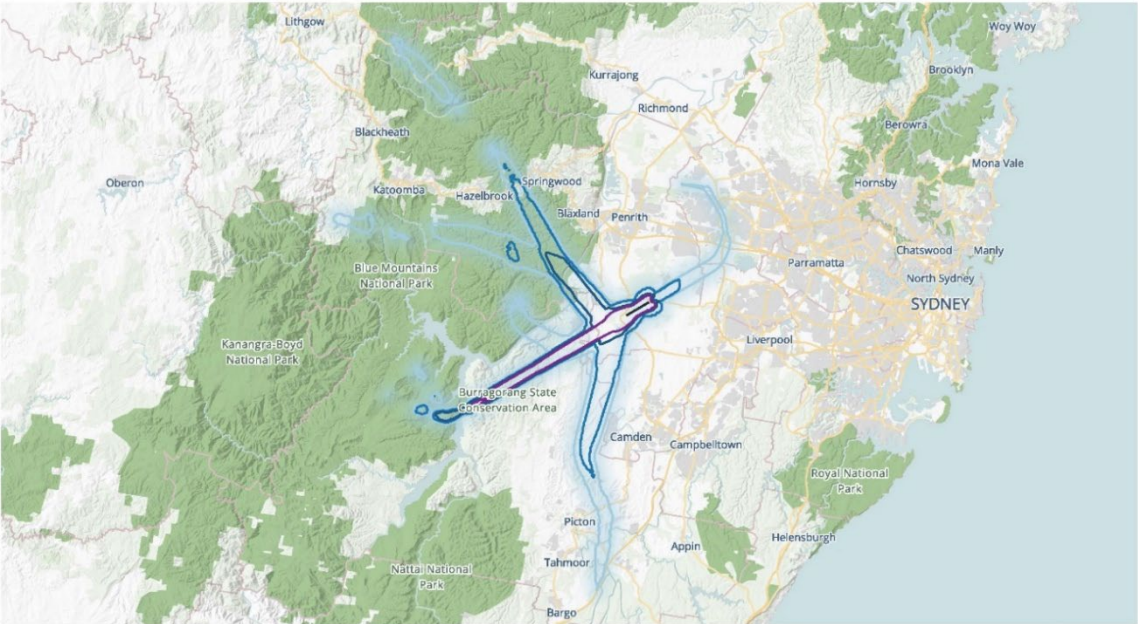 Lithgow
Woy Woy
Kurrajong
Brooklyn
Richmond
Blackheath
Berowra
Mona Vale
Oberon
Katoomba
Hazelbrook
Springwood
Hornsby
Blaxland
Penrith
Chatswood
Manly
Parramatta
Blue Mountains
National Park
North Sydney
SYDNEY
Kanangra-Boyd
National Park
Liverpool
Burragorang State
Conservation Area
Camden
Campbelltown
Royal National
Park
Picton
Helensburgh
Appin
Tahmoor
Nattai National
Park
Bargo